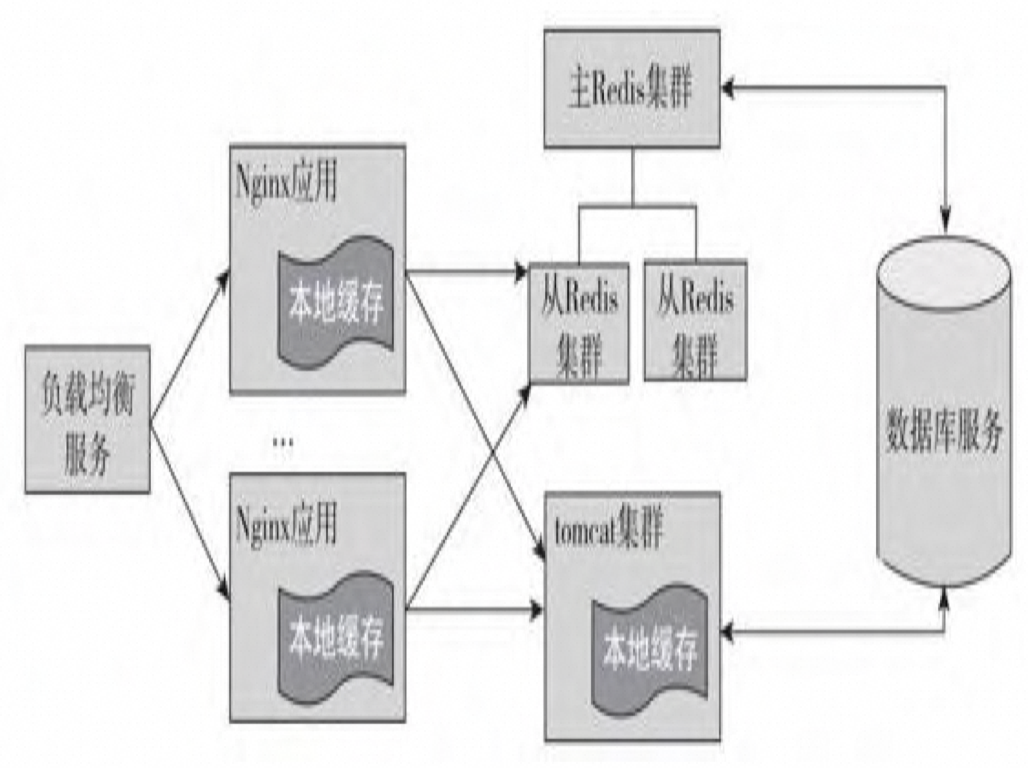 主Redis集群
Nginx应用
本地缓存
从Redis
集群
从Redis
集群
负载均衡
服务
数据库服务
...
Nginx应用
本地缓存
tomcat集群
本地缓存